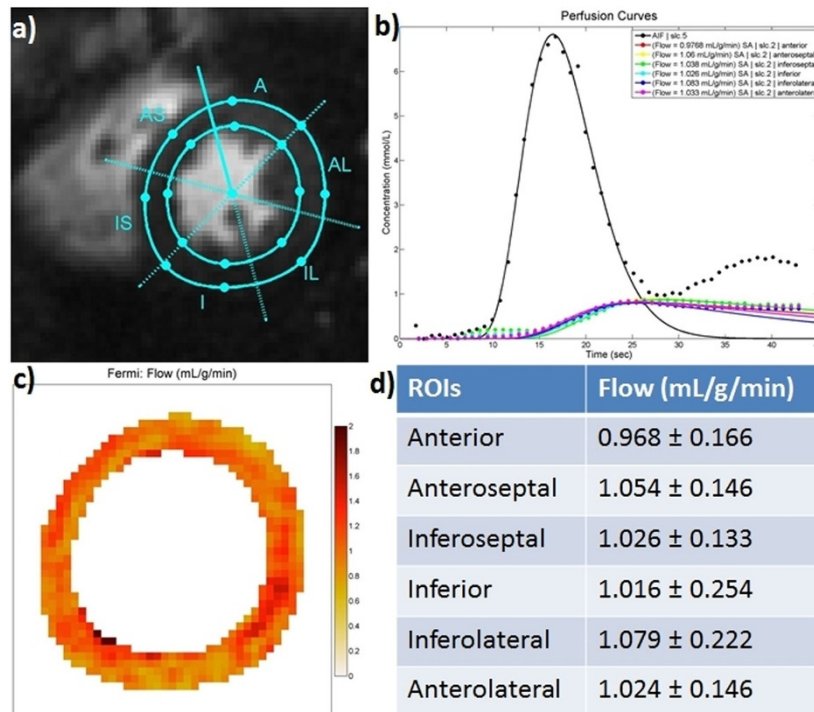 a)
A
AS
AL
IS
IL
I
b)
Perfusion Curves
AIF | slc.5
(Flow = 0.9768 mL/g/min) SA | slc.2 | anterior
(Flow = 1.06 mL/g/min) SA | slc.2 | anteroseptal
(Flow = 1.038 mL/g/min) SA | slc.2 | inferoseptal
(Flow = 1.026 mL/g/min) SA | slc.2 | inferior
(Flow = 1.083 mL/g/min) SA | slc.2 | inferolateral
(Flow = 1.033 mL/g/min) SA | slc.2 | anterolateral
Concentration (mmol/L)
7
6
5
4
3
2
1
0
0 5 10 15 20 25 30 35 40
Time (sec)
c)
Fermi: Flow (mL/g/min)
2
1.8
1.6
1.4
1.2
1
0.8
0.6
0.4
0.2
0
d)
ROIs Flow (mL/g/min)
Anterior 0.968 ± 0.166
Anteroseptal 1.054 ± 0.146
Inferoseptal 1.026 ± 0.133
Inferior 1.016 ± 0.254
Inferolateral 1.079 ± 0.222
Anterolateral 1.024 ± 0.146